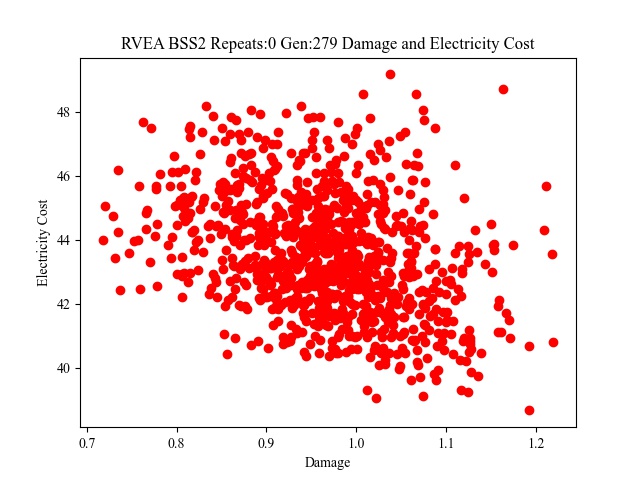 RVEA BSS2 Repeats:0 Gen:279 Damage and Electricity Cost
48
46
44
42
40
Electricity Cost
0.7 0.8 0.9 1.0 1.1 1.2
Damage